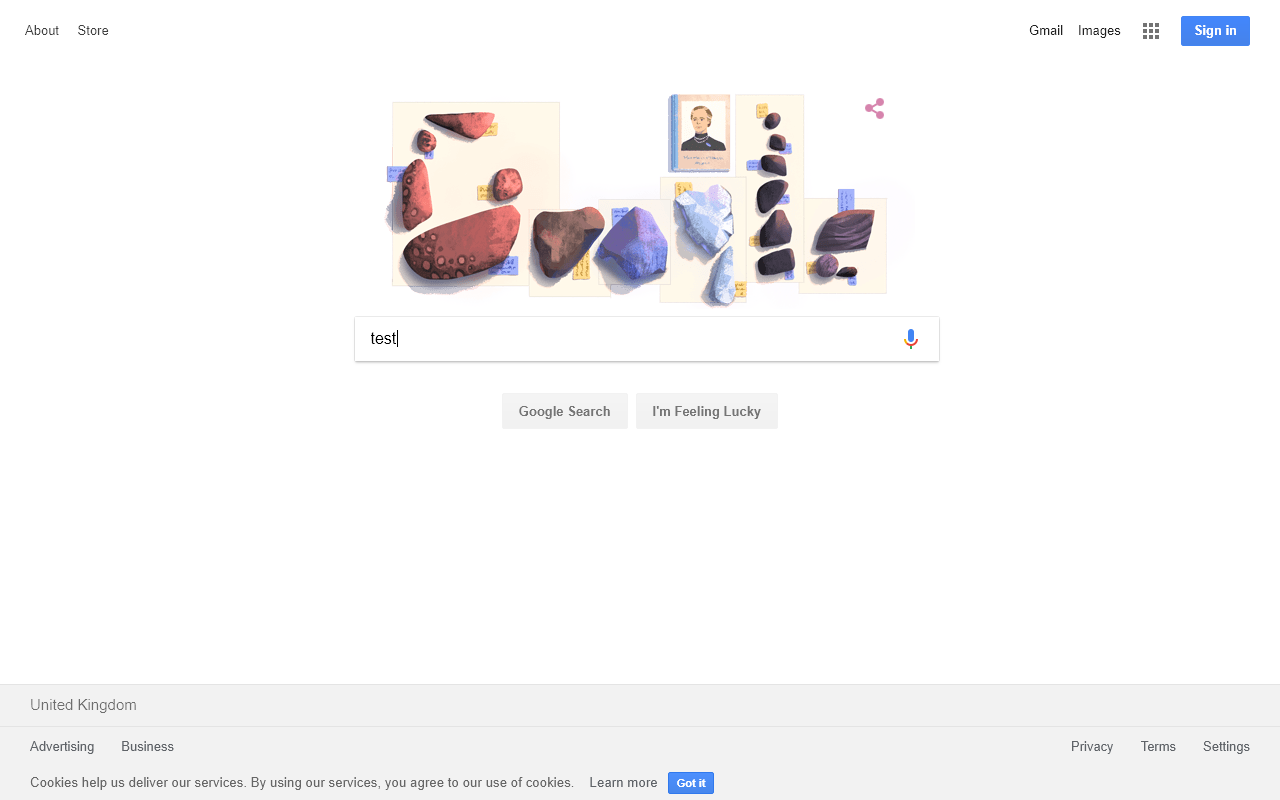 About Store Gmail Images Sign in
test
Google Search I'm Feeling Lucky
United Kingdom
Advertising Business Privacy Terms Settings
Cookies help us deliver our services. By using our services, you agree to our use of cookies. Learn more Got it